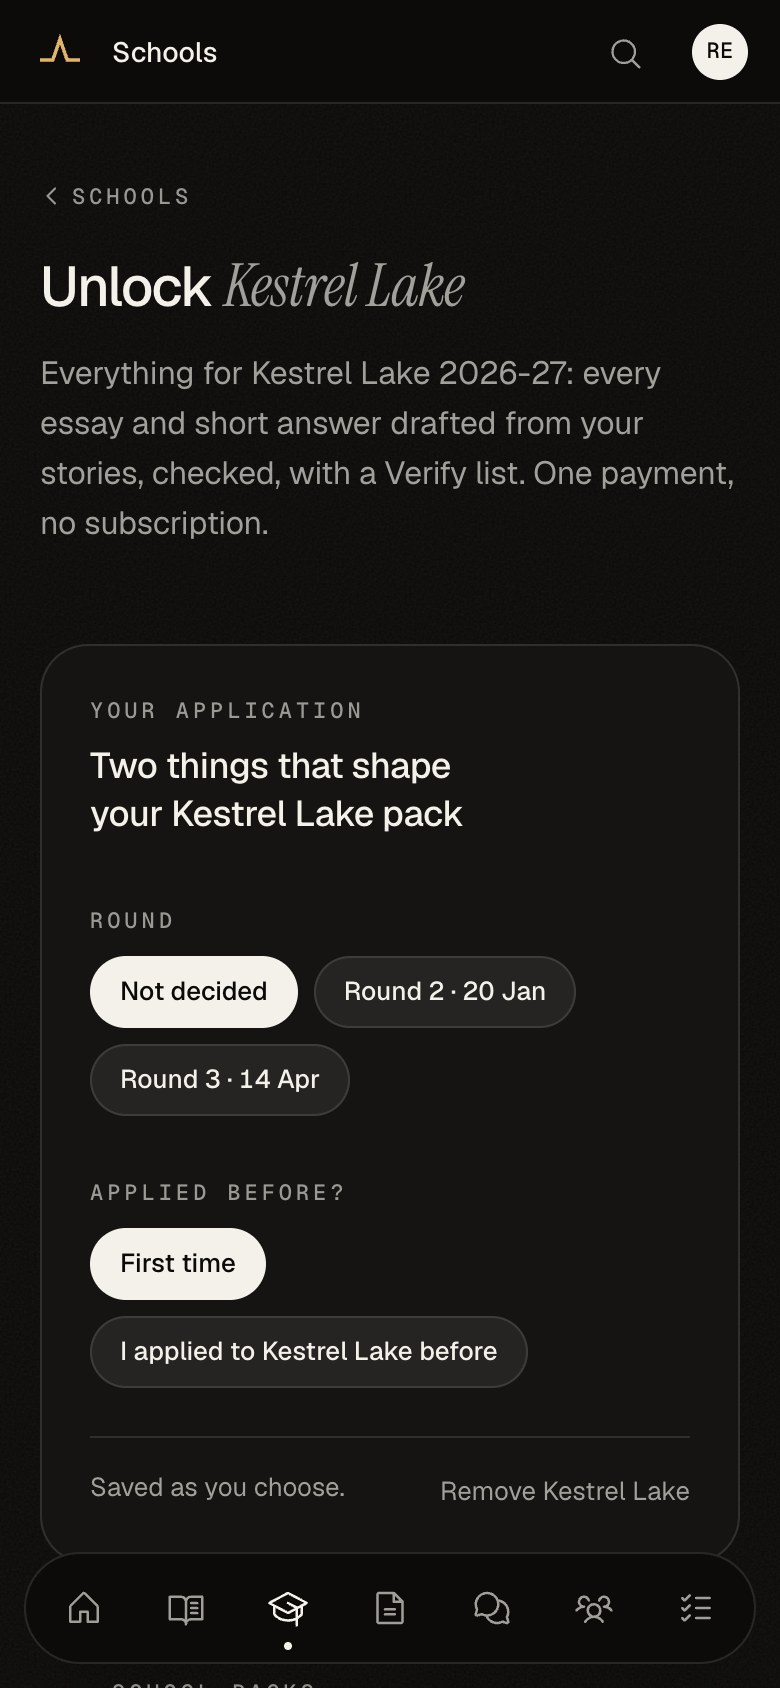 Schools
RE
SCHOOLS
Unlock Kestrel Lake
Everything for Kestrel Lake 2026-27: every
essay and short answer drafted from your
stories, checked, with a Verify list. One payment,
no subscription.
YOUR APPLICATION
Two things that shape
your Kestrel Lake pack
ROUND
Not decided
Round 2 · 20 Jan
Round 3 · 14 Apr
APPLIED BEFORE?
First time
I applied to Kestrel Lake before
Saved as you choose.
Remove Kestrel Lake